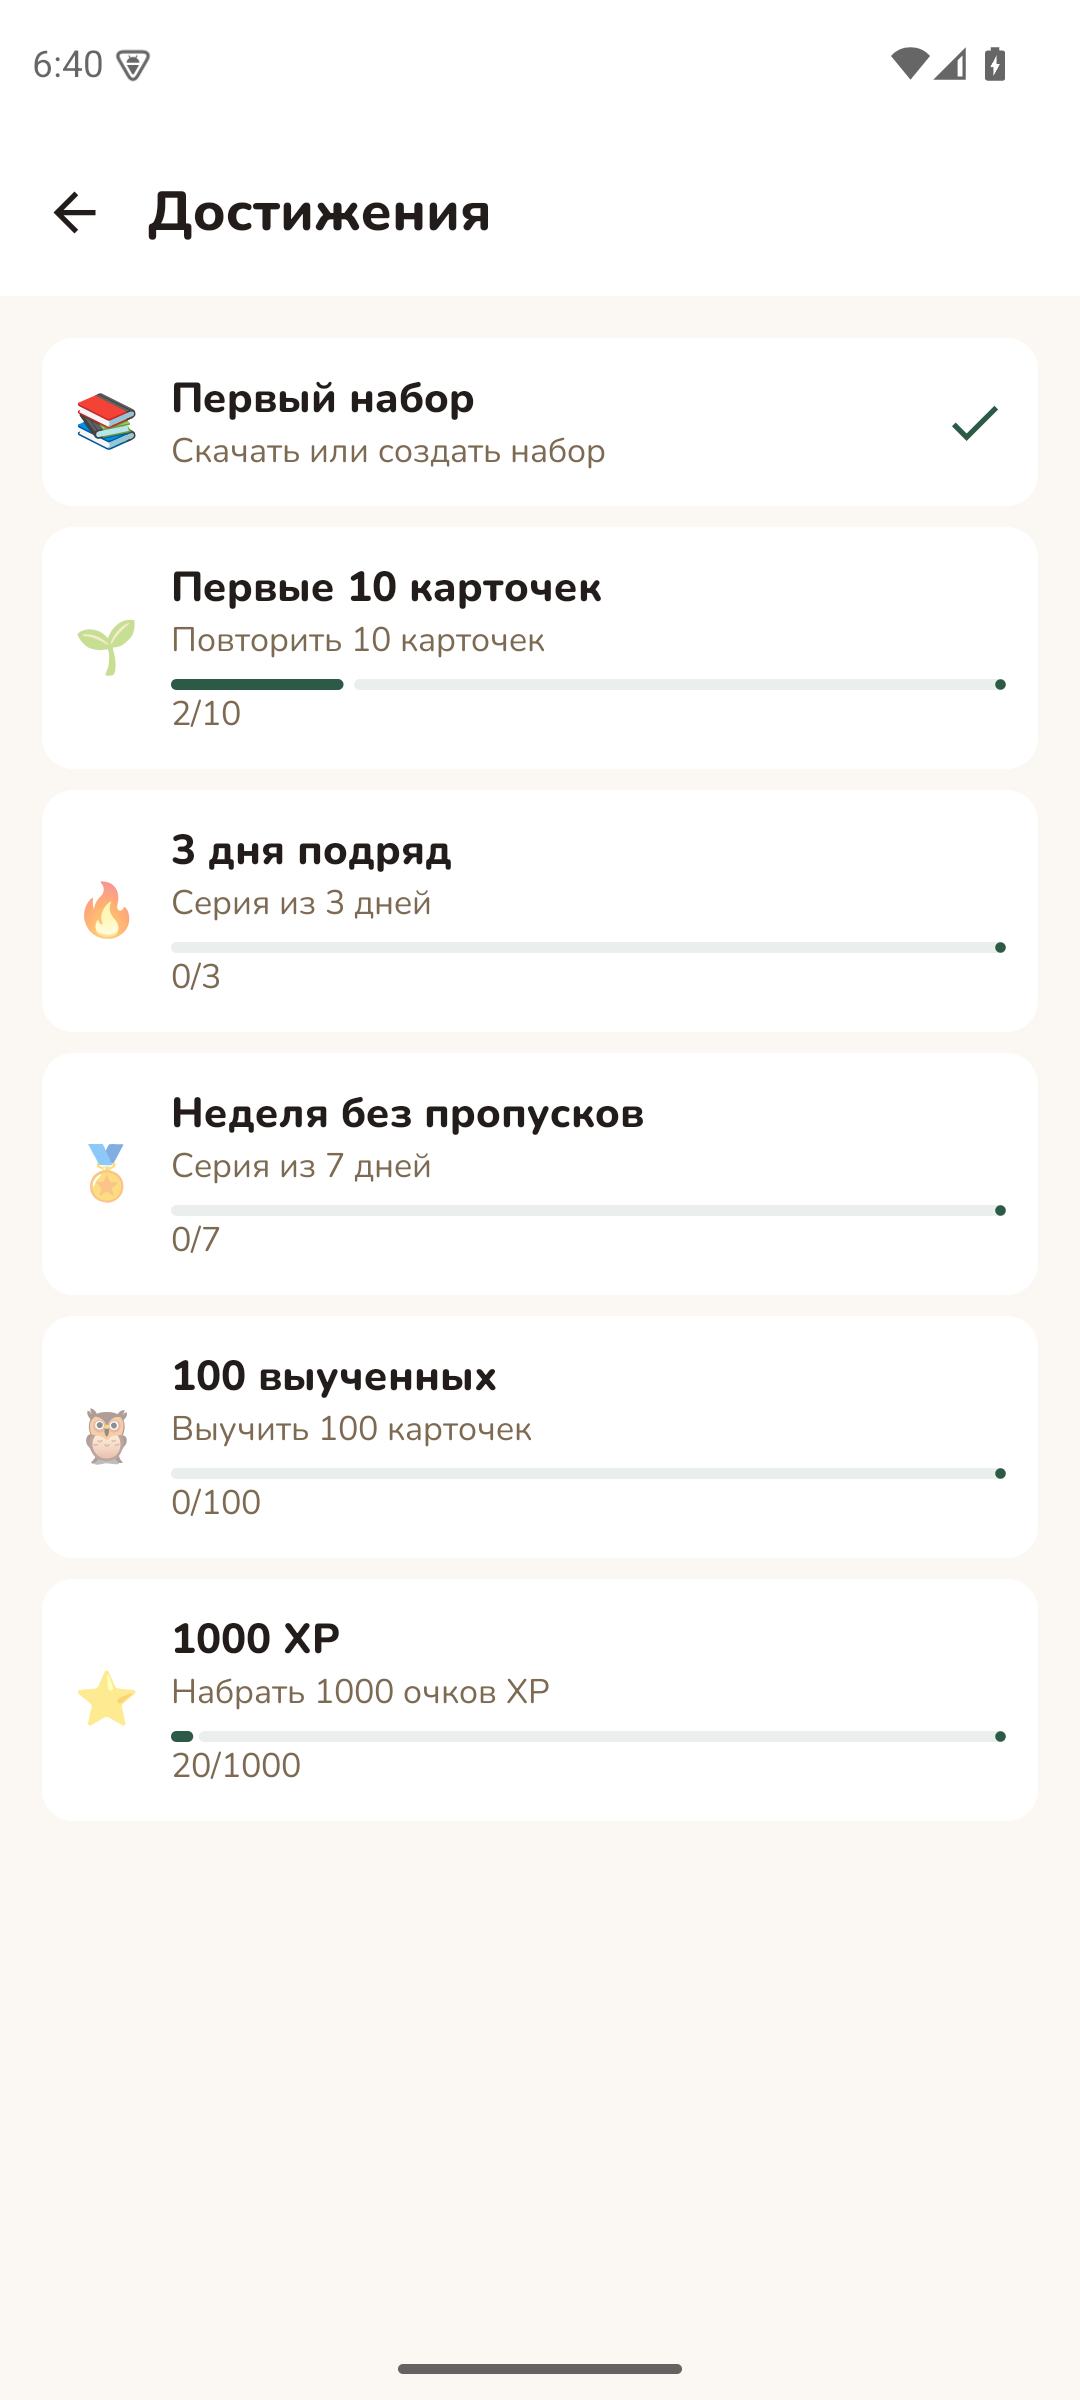 6:40
Достижения
Первый набор
Скачать или создать набор
Первые 10 карточек
Повторить 10 карточек
2/10
3 дня подряд
Серия из 3 дней
0/3
Неделя без пропусков
Серия из 7 дней
0/7
100 выученных
Выучить 100 карточек
0/100
1000 XP
Набрать 1000 очков XP
20/1000